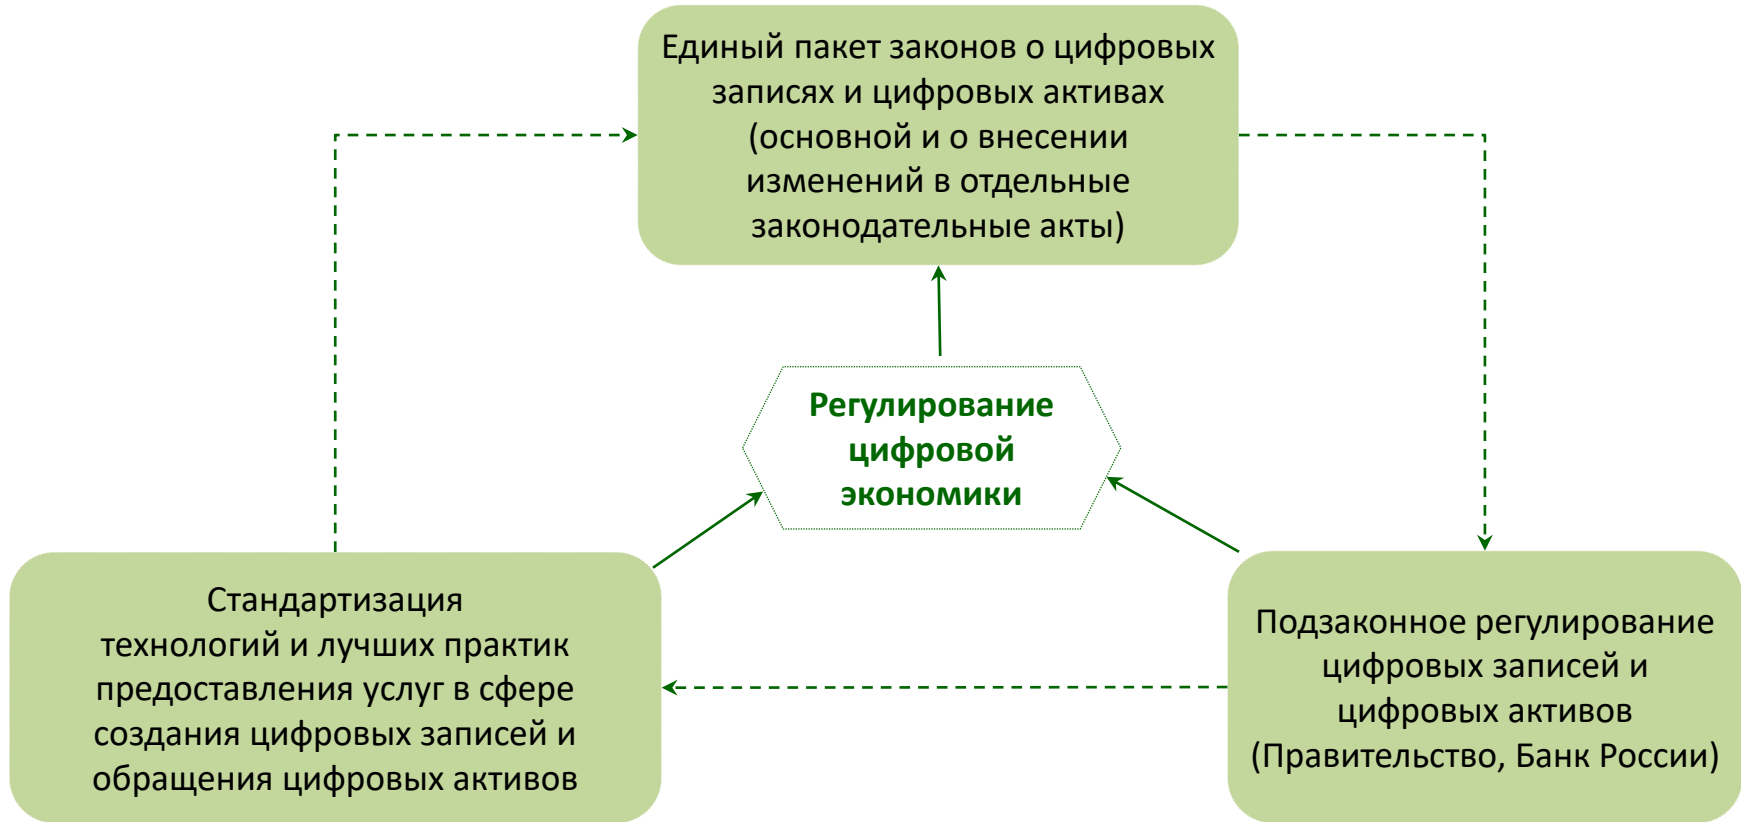 Единый пакет законов о цифровых
записях и цифровых активах
(основной и о внесении
изменений в отдельные
законодательные акты)
Регулирование
цифровой
экономики
Стандартизация
технологий и лучших практик
предоставления услуг в сфере
создания цифровых записей и
обращения цифровых активов
Подзаконное регулирование
цифровых записей и
цифровых активов
(Правительство, Банк России)